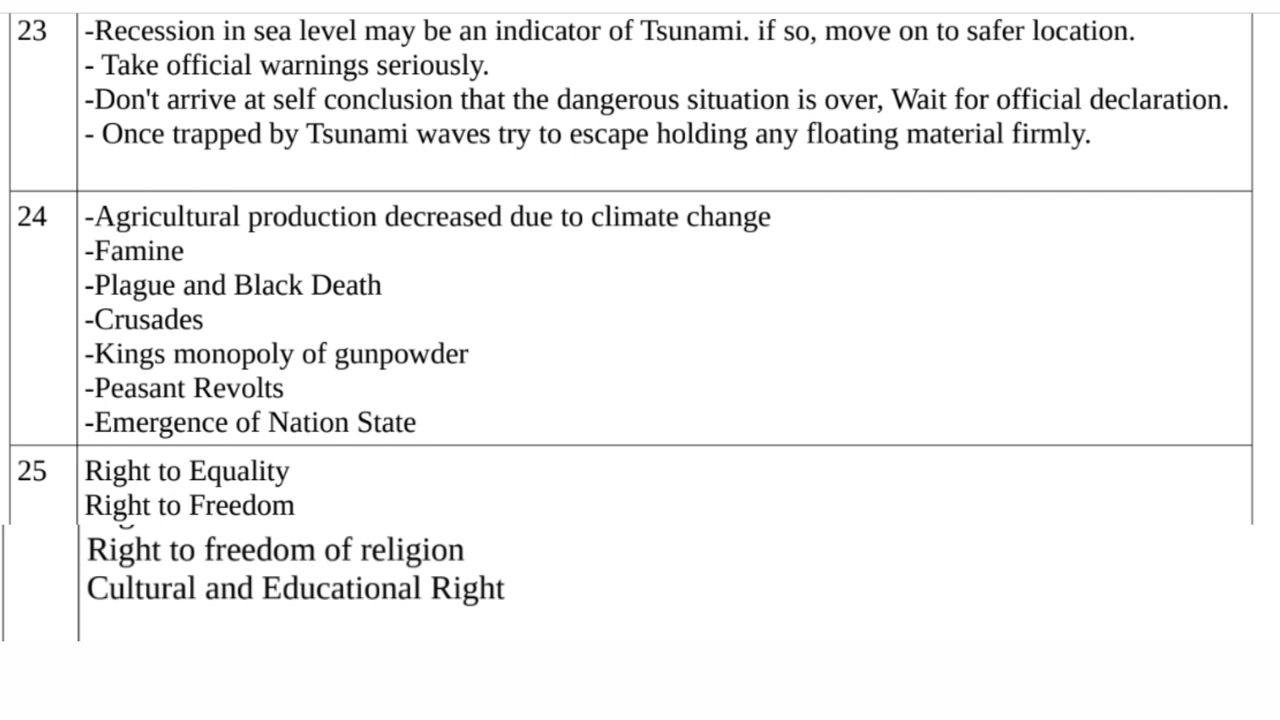 23
-Recession in sea level may be an indicator of Tsunami. if so, move on to safer location.
- Take official warnings seriously.
-Don't arrive at self conclusion that the dangerous situation is over, Wait for official declaration.
- Once trapped by Tsunami waves try to escape holding any floating material firmly.
24
-Agricultural production decreased due to climate change
-Famine
-Plague and Black Death
-Crusades
-Kings monopoly of gunpowder
-Peasant Revolts
-Emergence of Nation State
25
Right to Equality
Right to Freedom
Right to freedom of religion
Cultural and Educational Right